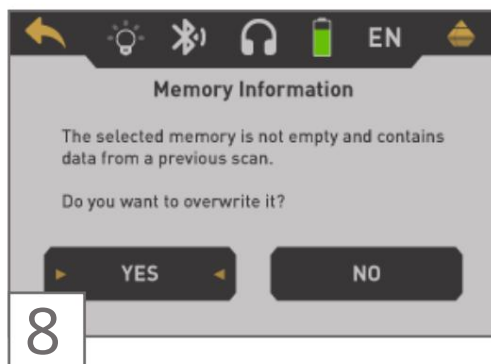 EN
Memory Information
The selected memory is not empty and contains
data from a previous scan.
Do you want to overwrite it?
YES
NO
8